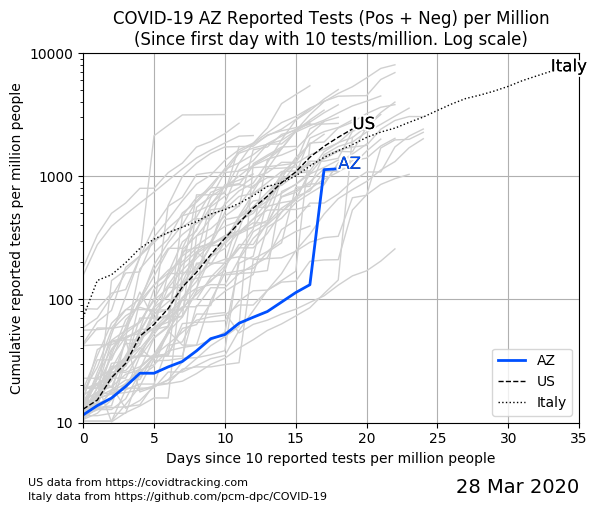 COVID-19 AZ Reported Tests (Pos + Neg) per Million
(Since first day with 10 tests/million. Log scale)
Cumulative reported tests per million people
10000
1000
100
10
Italy
US
AZ
AZ
US
Italy
0 5 10 15 20 25 30 35
Days since 10 reported tests per million people
US data from https://covidtracking.com
Italy data from https://github.com/pcm-dpc/COVID-19
28 Mar 2020